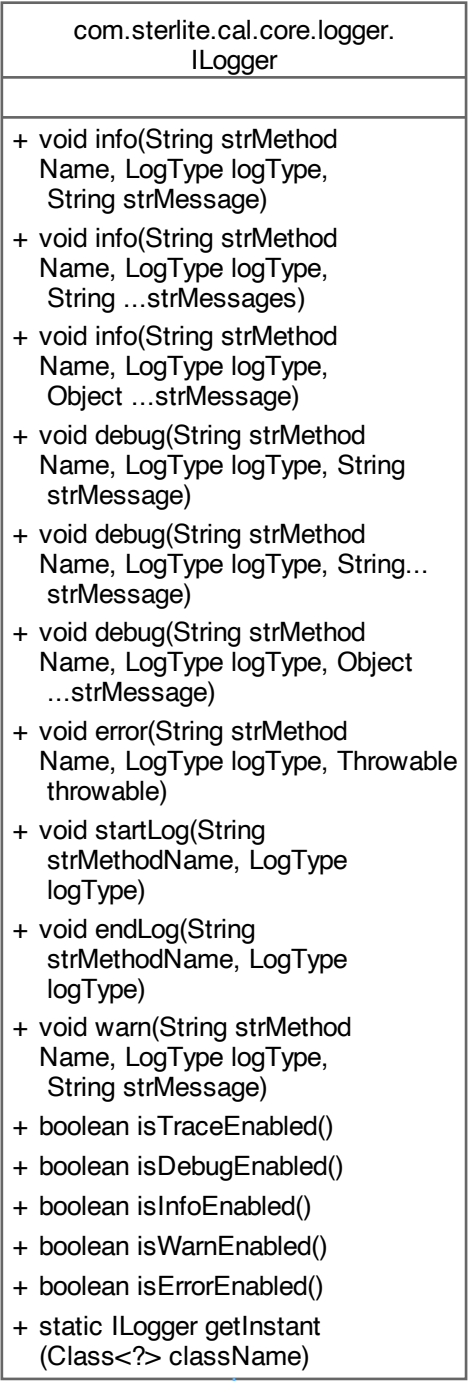 com.sterlite.cal.core.logger.
ILogger
+ void info(String strMethod
Name, LogType logType,
String strMessage)
+ void info(String strMethod
Name, LogType logType,
String ...strMessages)
+ void info(String strMethod
Name, LogType logType,
Object ...strMessage)
+ void debug(String strMethod
Name, LogType logType, String
strMessage)
+ void debug(String strMethod
Name, LogType logType, String...
strMessage)
+ void debug(String strMethod
Name, LogType logType, Object
...strMessage)
+ void error(String strMethod
Name, LogType logType, Throwable
throwable)
+ void startLog(String
strMethodName, LogType
logType)
+ void endLog(String
strMethodName, LogType
logType)
+ void warn(String strMethod
Name, LogType logType,
String strMessage)
+ boolean isTraceEnabled()
+ boolean isDebugEnabled()
+ boolean isInfoEnabled()
+ boolean isWarnEnabled()
+ boolean isErrorEnabled()
+ static ILogger getInstant
(Class<?> className)